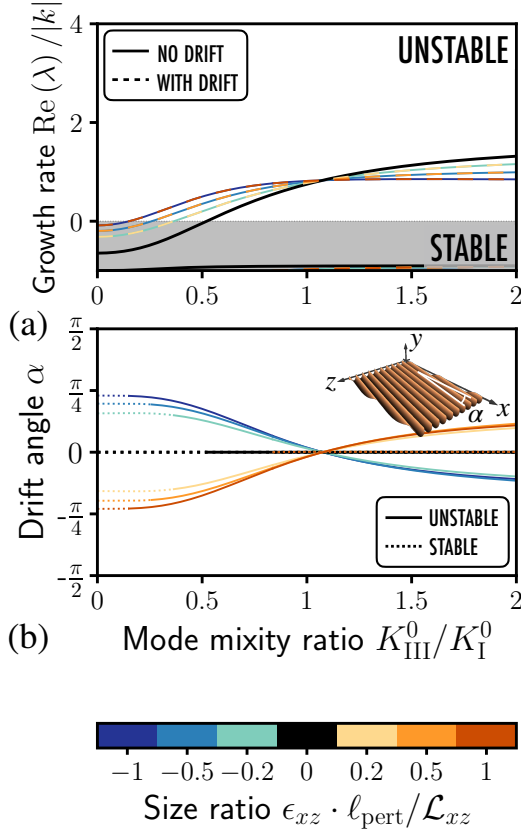 4
2
0
Growth rate Re (λ) /|k|
NO DRIFT
WITH DRIFT
UNSTABLE
STABLE
0 0.5 1 1.5 2
(a)
π/2
π/4
0
−π/4
−π/2
Drift angle α
y
z
x
α
UNSTABLE
STABLE
0 0.5 1 1.5 2
(b)
Mode mixity ratio K⁰_III/K⁰_I
−1 −0.5 −0.2 0 0.2 0.5 1
Size ratio ϵ_xz · ℓ_pert/ℒ_xz